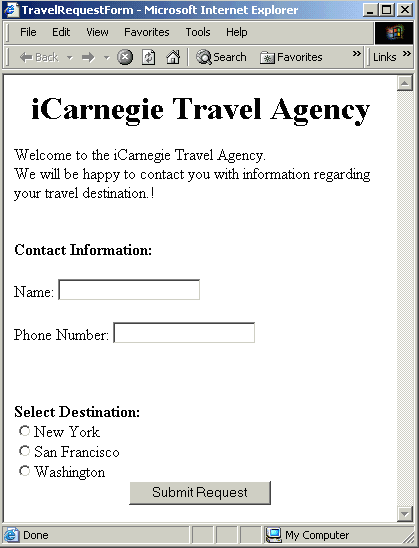 TravelRequestForm - Microsoft Internet Explorer
File Edit View Favorites Tools Help »
Back » Search Favorites » Links »
iCarnegie Travel Agency
Welcome to the iCarnegie Travel Agency.
We will be happy to contact you with information regarding
your travel destination.!
Contact Information:
Name:
Phone Number:
Select Destination:
New York
San Francisco
Washington
Submit Request
Done My Computer